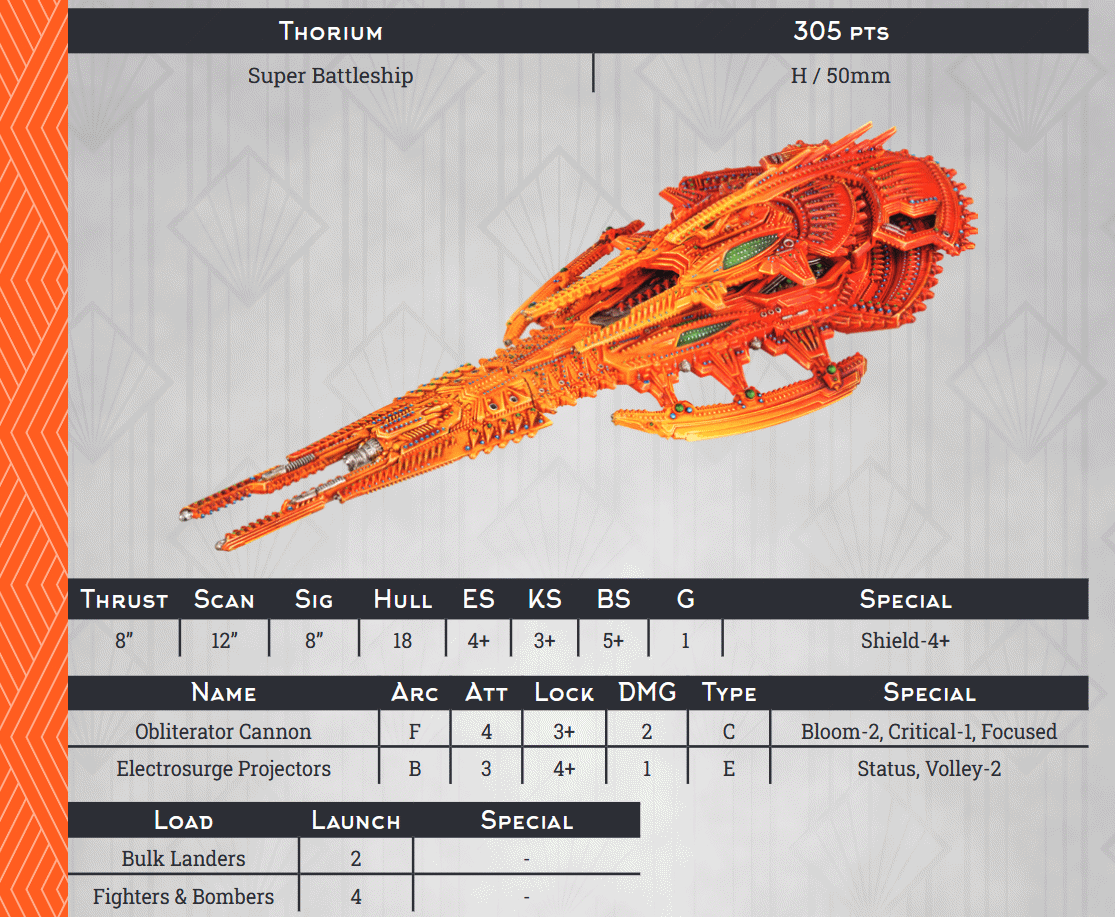 Thorium 305 pts
Super Battleship H / 50mm
Thrust Scan Sig Hull ES KS BS G Special
8” 12” 8” 18 4+ 3+ 5+ 1 Shield-4+
Name Arc Att Lock DMG Type Special
Obliterator Cannon F 4 3+ 2 C Bloom-2, Critical-1, Focused
Electrosurge Projectors B 3 4+ 1 E Status, Volley-2
Load Launch Special
Bulk Landers 2 -
Fighters & Bombers 4 -